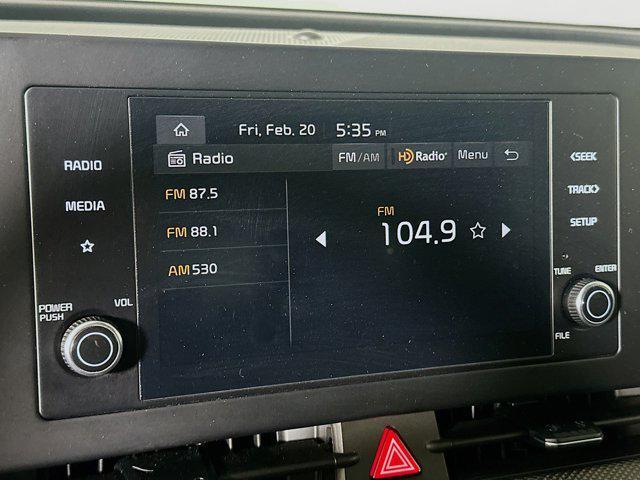 Fri, Feb. 20 5:35 PM
Radio FM/AM HD Radio Menu
RADIO
MEDIA
POWER
PUSH
VOL
FM 87.5
FM 88.1
AM 530
FM
104.9
<SEEK
TRACK>
SETUP
TUNE
ENTER
FILE